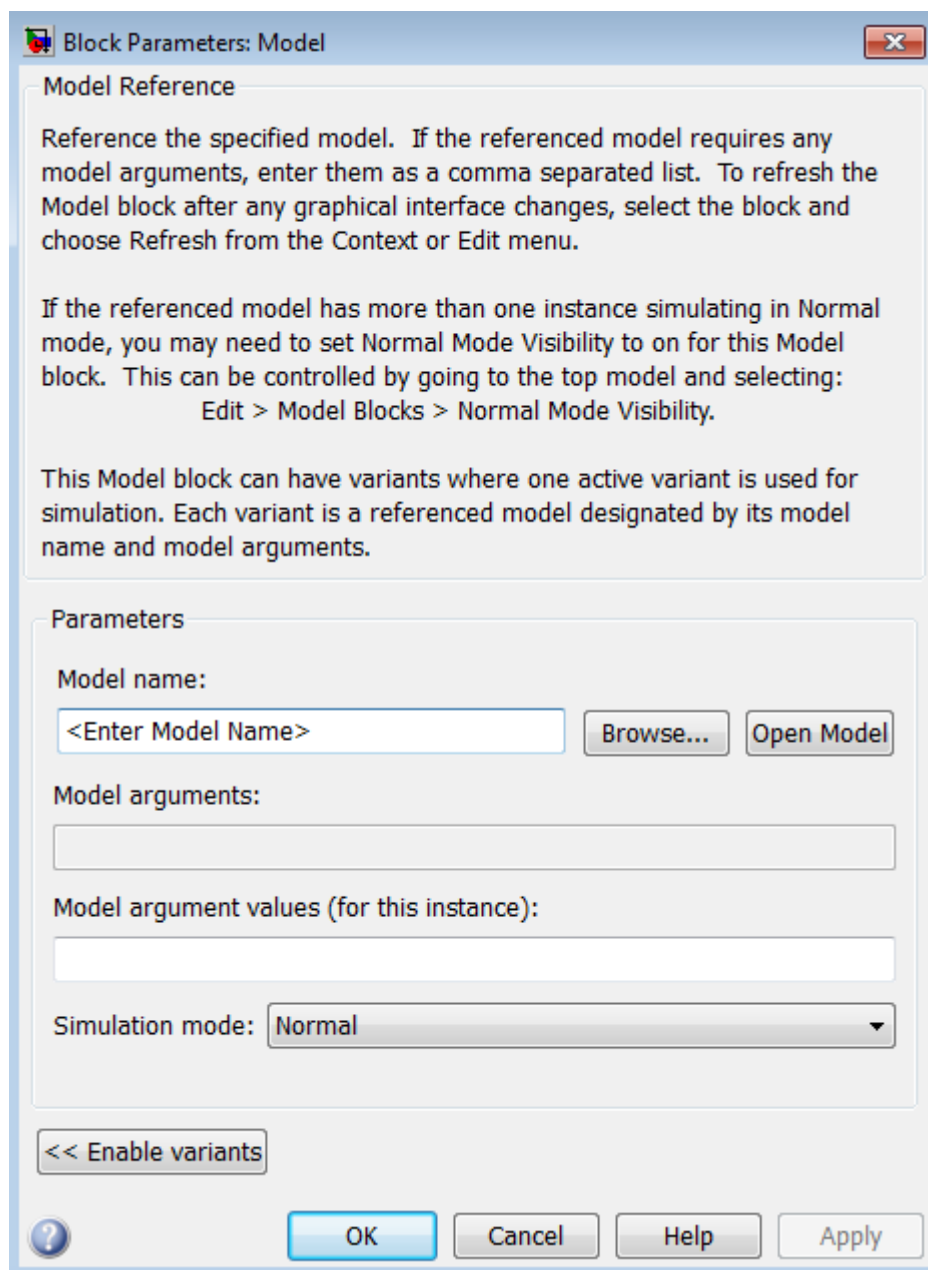 Block Parameters: Model
Model Reference
Reference the specified model.  If the referenced model requires any
model arguments, enter them as a comma separated list.  To refresh the
Model block after any graphical interface changes, select the block and
choose Refresh from the Context or Edit menu.
If the referenced model has more than one instance simulating in Normal
mode, you may need to set Normal Mode Visibility to on for this Model
block.  This can be controlled by going to the top model and selecting:
Edit > Model Blocks > Normal Mode Visibility.
This Model block can have variants where one active variant is used for
simulation. Each variant is a referenced model designated by its model
name and model arguments.
Parameters
Model name:
<Enter Model Name> Browse... Open Model
Model arguments:
Model argument values (for this instance):
Simulation mode: Normal
<< Enable variants
? OK Cancel Help Apply